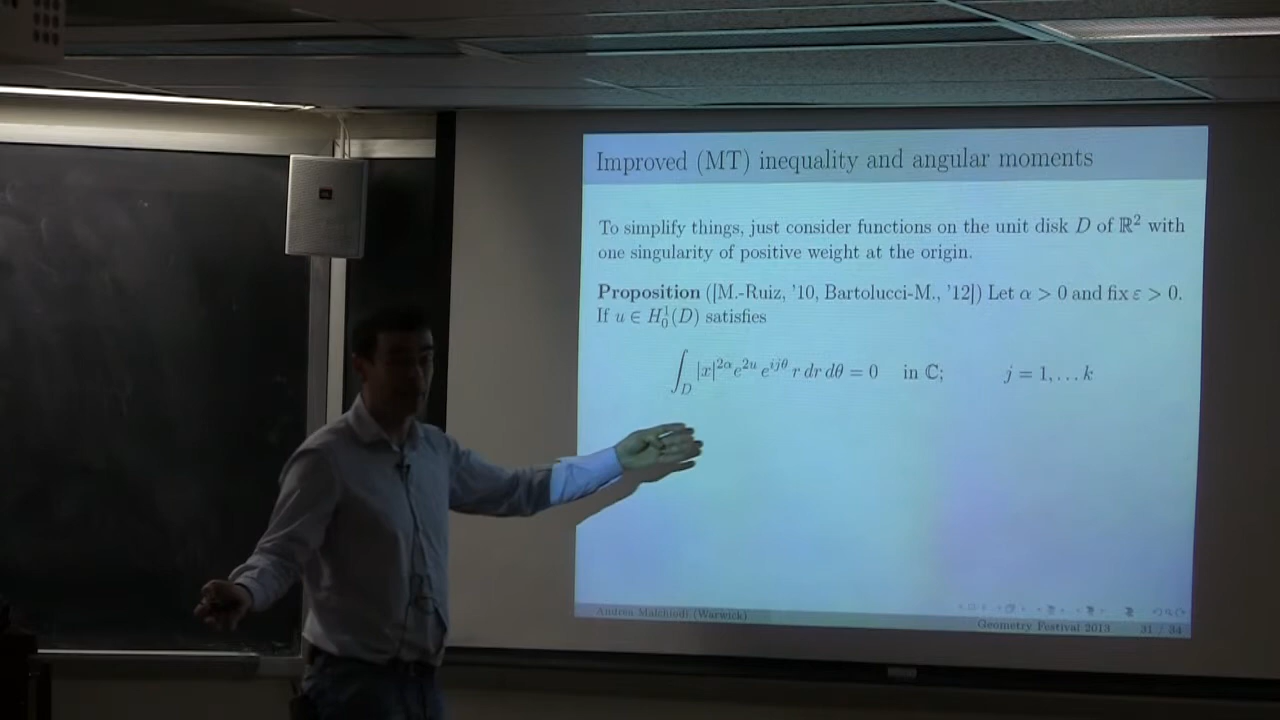 Improved (MT) inequality and angular moments
To simplify things, just consider functions on the unit disk D of ℝ² with
one singularity of positive weight at the origin.
Proposition ([M.-Ruiz, '10, Bartolucci-M., '12]) Let α > 0 and fix ε > 0.
If u ∈ H₀¹(D) satisfies
∫_D |x|^{2α} e^{2u} e^{ijθ} r dr dθ = 0 in ℂ; j = 1, … k
Andrea Malchiodi (Warwick)
Geometry Festival 2013 31 / 34